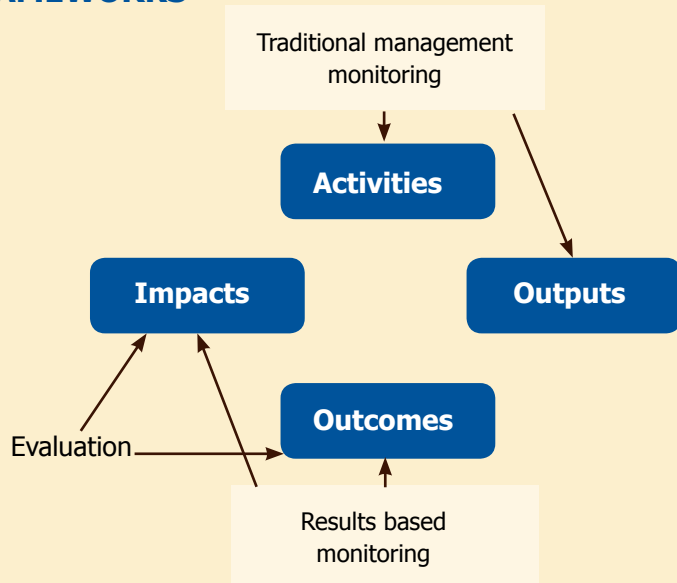 Traditional management
monitoring
Activities
Impacts
Outputs
Outcomes
Evaluation
Results based
monitoring